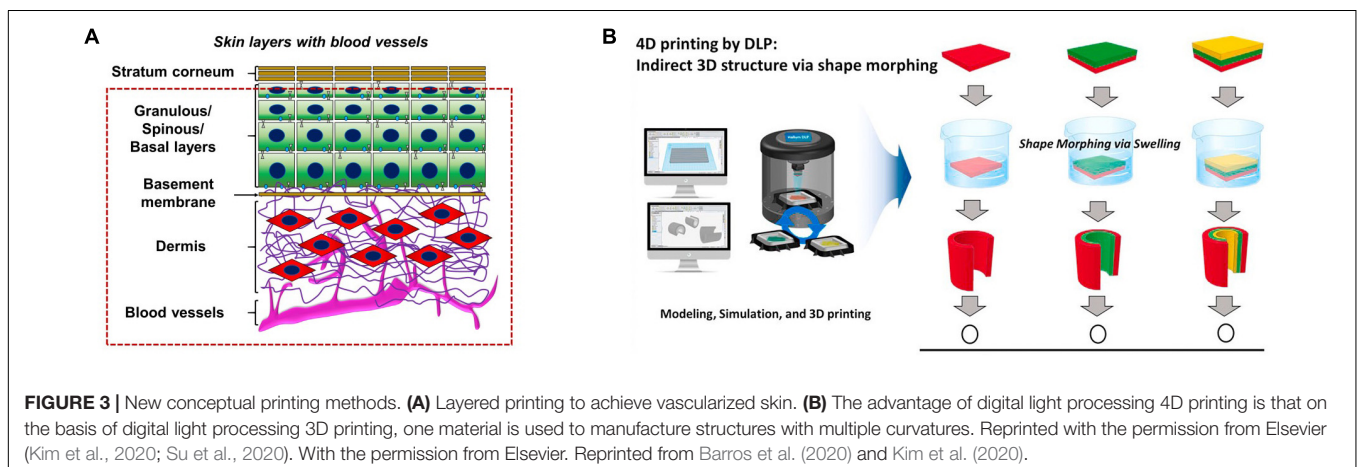 A
Skin layers with blood vessels
Stratum corneum
Granulous/
Spinous/
Basal layers
Basement
membrane
Dermis
Blood vessels
B
4D printing by DLP:
Indirect 3D structure via shape morphing
Shape Morphing via Swelling
Modeling, Simulation, and 3D printing
FIGURE 3 | New conceptual printing methods. (A) Layered printing to achieve vascularized skin. (B) The advantage of digital light processing 4D printing is that on
the basis of digital light processing 3D printing, one material is used to manufacture structures with multiple curvatures. Reprinted with the permission from Elsevier
(Kim et al., 2020; Su et al., 2020). With the permission from Elsevier. Reprinted from Barros et al. (2020) and Kim et al. (2020).